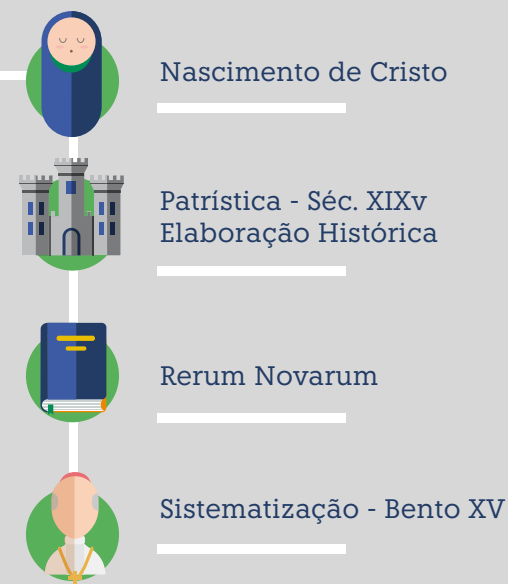 Nascimento de Cristo
Patrística - Séc. XIXv
Elaboração Histórica
Rerum Novarum
Sistematização - Bento XV